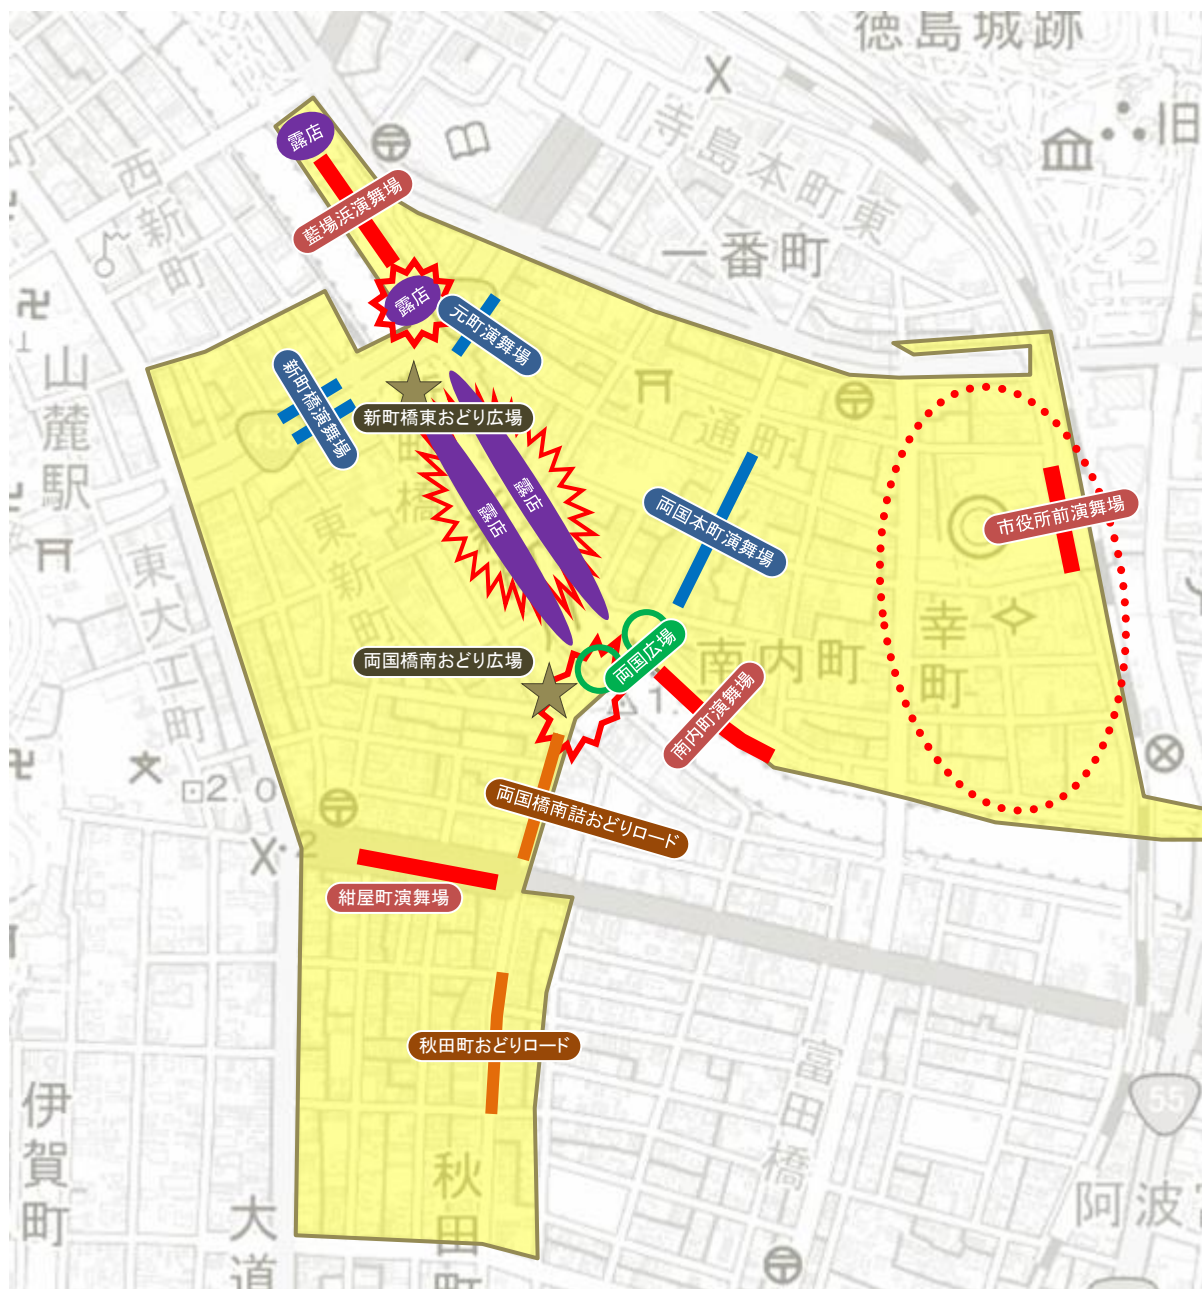 徳島城跡
旧
寺島本町東
一番町
2
露店
西新町
藍場浜演舞場
露店
元町演舞場
新町橋演舞場
新町橋東おどり広場
山麓駅
通町
露店
露店
両国本町演舞場
市役所前演舞場
東大工町
幸町
南内町
両国広場
両国橋南おどり広場
南内町演舞場
2.0
両国橋南詰おどりロード
2
紺屋町演舞場
秋田町おどりロード
富田橋
55
伊賀町
秋田町
大道
阿波